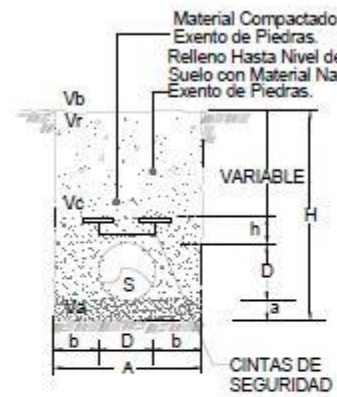 Material Compactado
Exento de Piedras.
Relleno Hasta Nivel de
Suelo con Material Na
Exento de Piedras.
Vb
Vr
VARIABLE
H
Vc
h
D
S
a
Va
b D b
A
CINTAS DE
SEGURIDAD